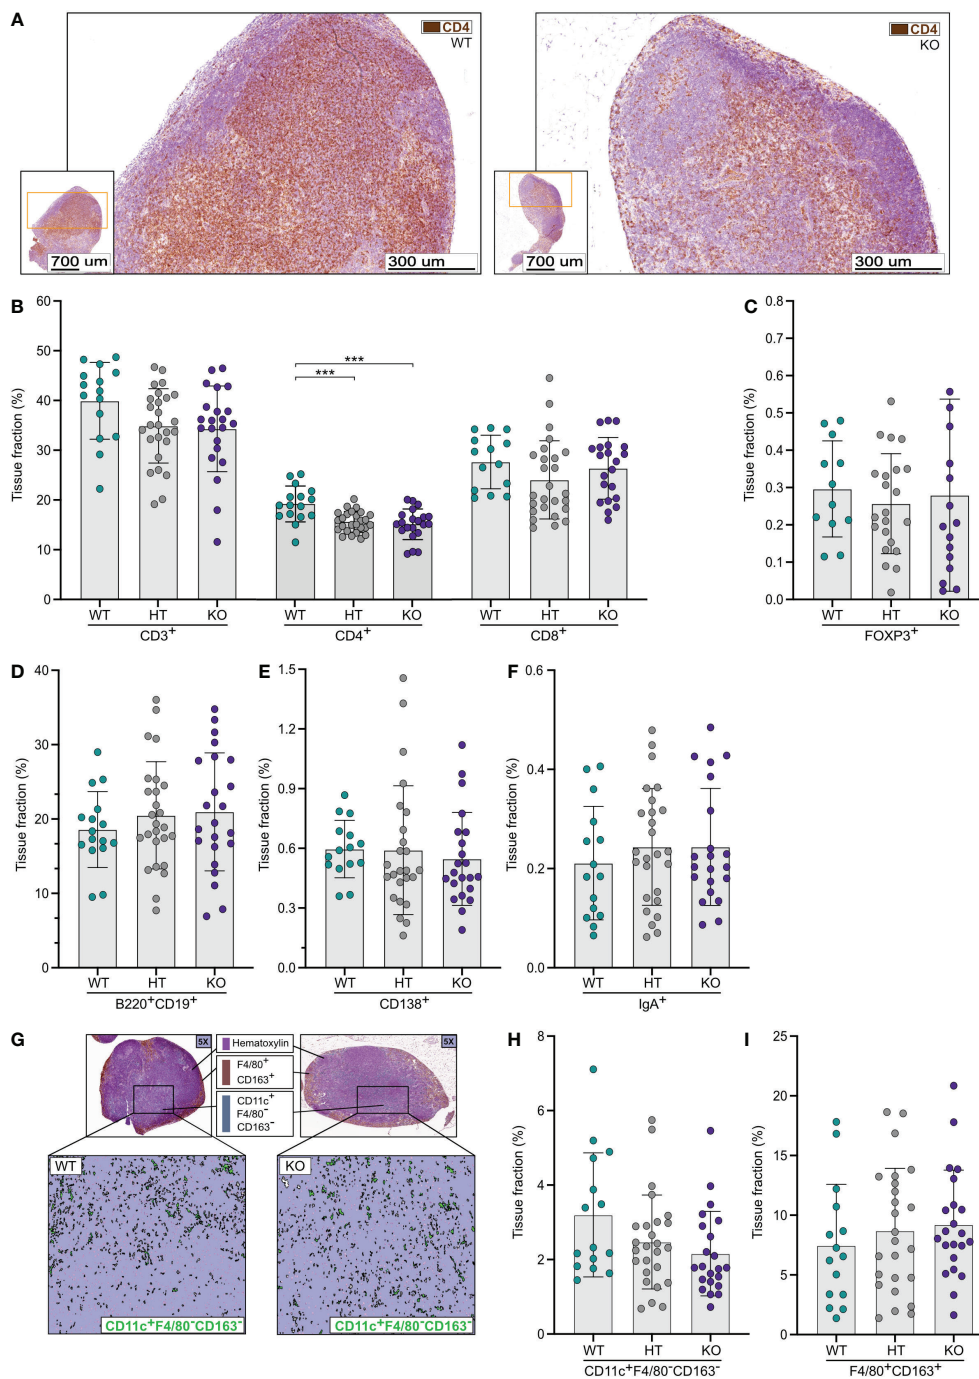 A
CD4
WT
700 um
300 um
CD4
KO
700 um
300 um
B
Tissue fraction (%)
60
50
40
30
20
10
0
***
***
WT HT KO WT HT KO WT HT KO
CD3+ CD4+ CD8+
C
Tissue fraction (%)
0.8
0.7
0.6
0.5
0.4
0.3
0.2
0.1
0.0
WT HT KO
FOXP3+
D
Tissue fraction (%)
40
30
20
10
0
WT HT KO
B220+CD19+
E
Tissue fraction (%)
1.5
1.2
0.9
0.6
0.3
0.0
WT HT KO
CD138+
F
Tissue fraction (%)
0.6
0.4
0.2
0.0
WT HT KO
IgA+
G
5X
Hematoxylin
F4/80+
CD163+
CD11c+
F4/80-
CD163-
5X
WT
CD11c+F4/80-CD163-
KO
CD11c+F4/80-CD163-
H
Tissue fraction (%)
8
6
4
2
0
WT HT KO
CD11c+F4/80-CD163-
I
Tissue fraction (%)
25
20
15
10
5
0
WT HT KO
F4/80+CD163+